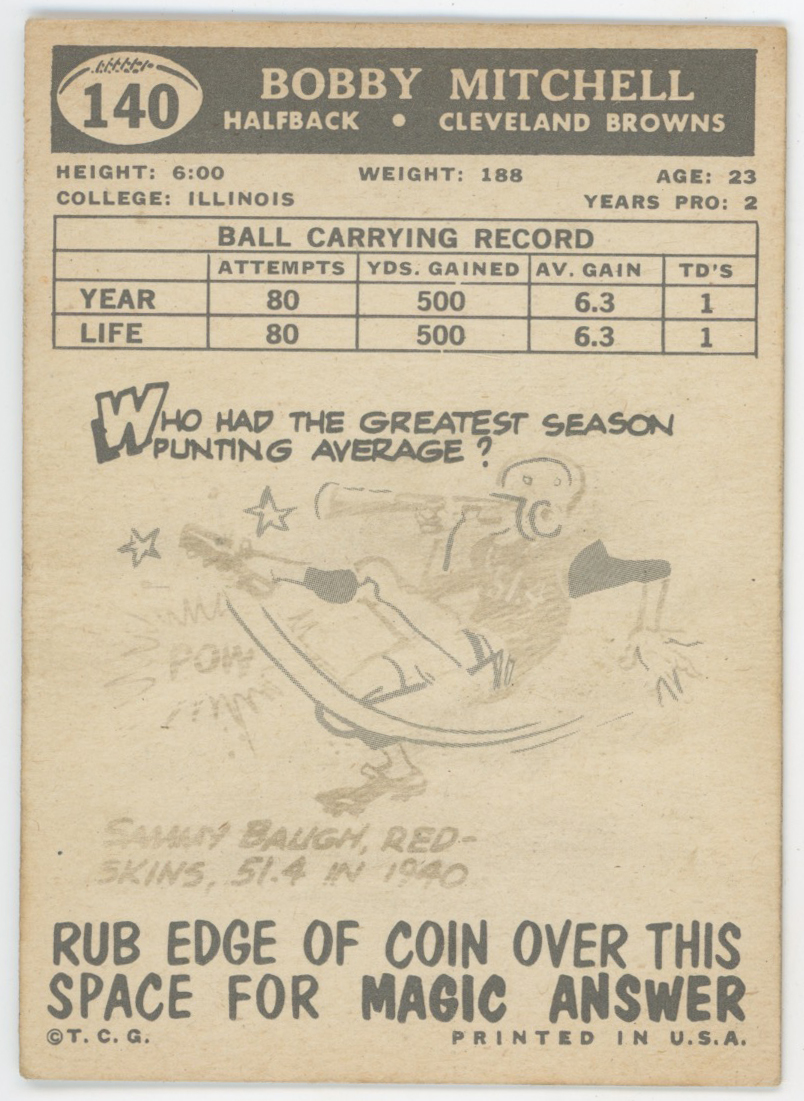 140
BOBBY MITCHELL
HALFBACK • CLEVELAND BROWNS
HEIGHT: 6:00 WEIGHT: 188 AGE: 23
COLLEGE: ILLINOIS YEARS PRO: 2
BALL CARRYING RECORD
ATTEMPTS YDS. GAINED AV. GAIN TD'S
YEAR 80 500 6.3 1
LIFE 80 500 6.3 1
WHO HAD THE GREATEST SEASON
PUNTING AVERAGE?
C
51.4
POW
SAMMY BAUGH, RED-
SKINS, 51.4 IN 1940
RUB EDGE OF COIN OVER THIS
SPACE FOR MAGIC ANSWER
©T. C. G. PRINTED IN U.S.A.